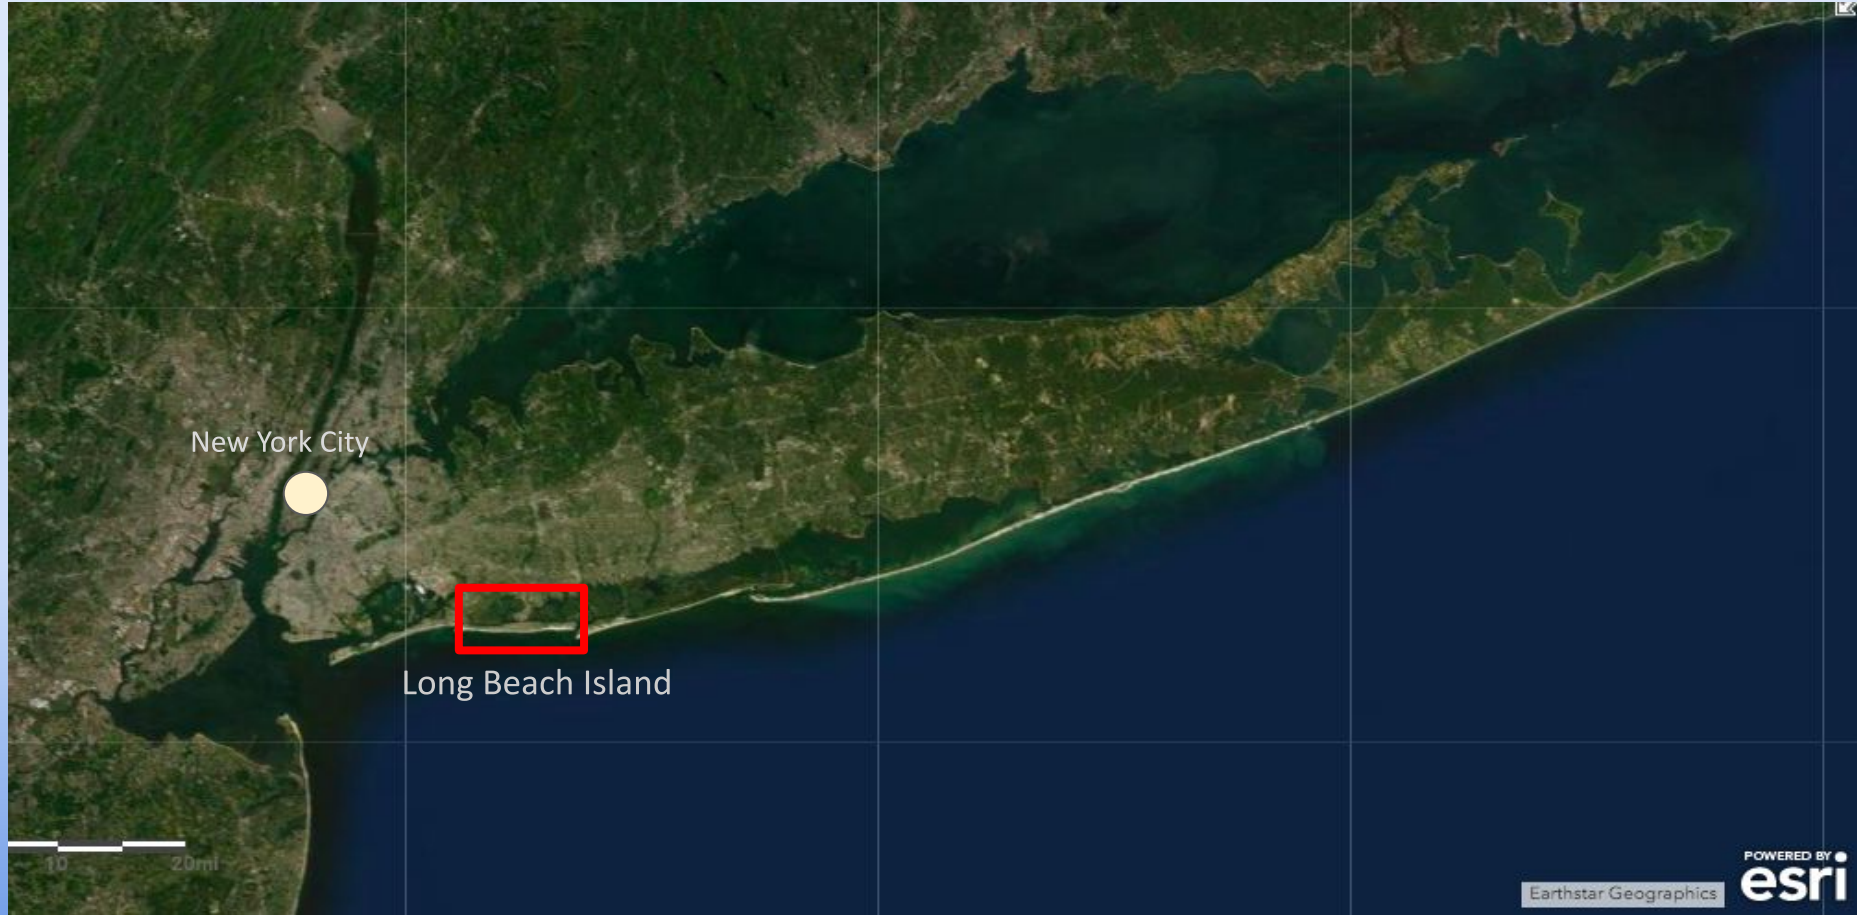 New York City
Long Beach Island
10
20mi
POWERED BY
esri
Earthstar Geographics